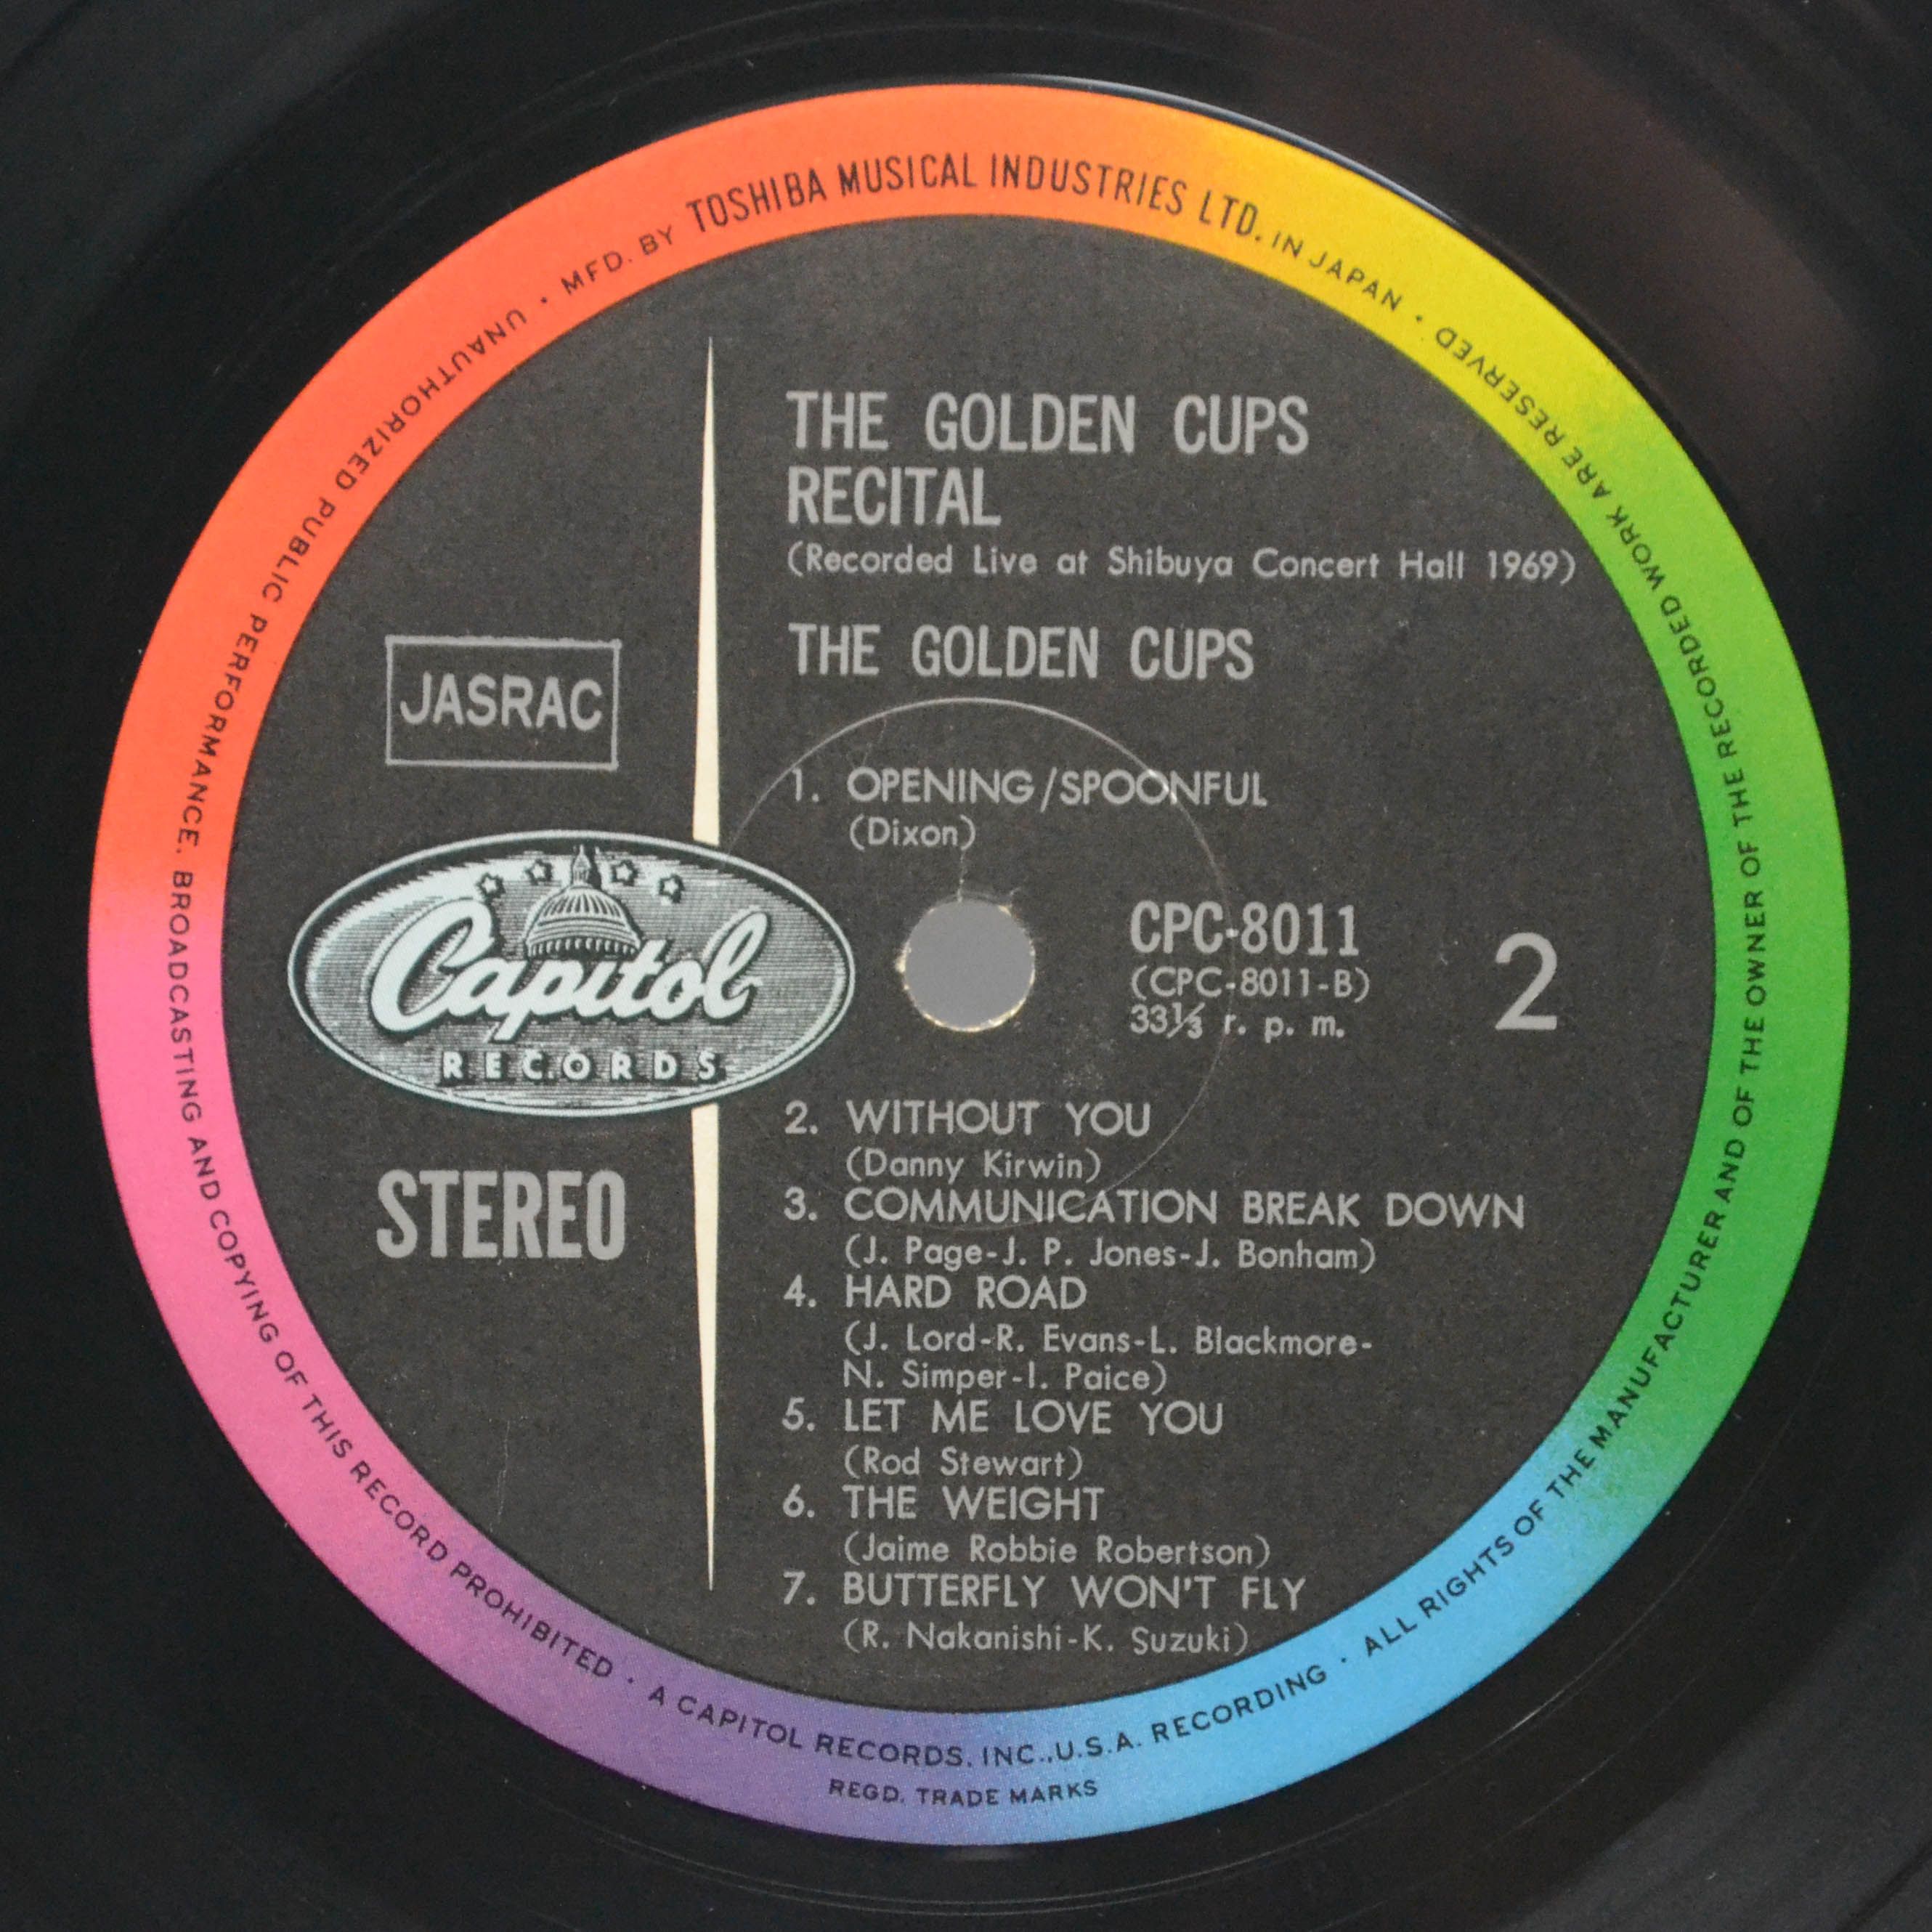 MFD. BY TOSHIBA MUSICAL INDUSTRIES LTD. IN JAPAN · ALL RIGHTS OF THE MANUFACTURER AND OF THE OWNER OF THE RECORDED WORK ARE RESERVED ·
UNAUTHORIZED PUBLIC PERFORMANCE, BROADCASTING AND COPYING OF THIS RECORD PROHIBITED · A CAPITOL RECORDS, INC.,U.S.A. RECORDING ·
REGD. TRADE MARKS
THE GOLDEN CUPS
RECITAL
(Recorded Live at Shibuya Concert Hall 1969)
THE GOLDEN CUPS
JASRAC
1. OPENING/SPOONFUL
(Dixon)
Capitol
RECORDS
CPC-8011
(CPC-8011-B)
33⅓ r. p. m.
2
STEREO
2. WITHOUT YOU
(Danny Kirwin)
3. COMMUNICATION BREAK DOWN
(J. Page-J. P. Jones-J. Bonham)
4. HARD ROAD
(J. Lord-R. Evans-L. Blackmore-
N. Simper-I. Paice)
5. LET ME LOVE YOU
(Rod Stewart)
6. THE WEIGHT
(Jaime Robbie Robertson)
7. BUTTERFLY WON'T FLY
(R. Nakanishi-K. Suzuki)